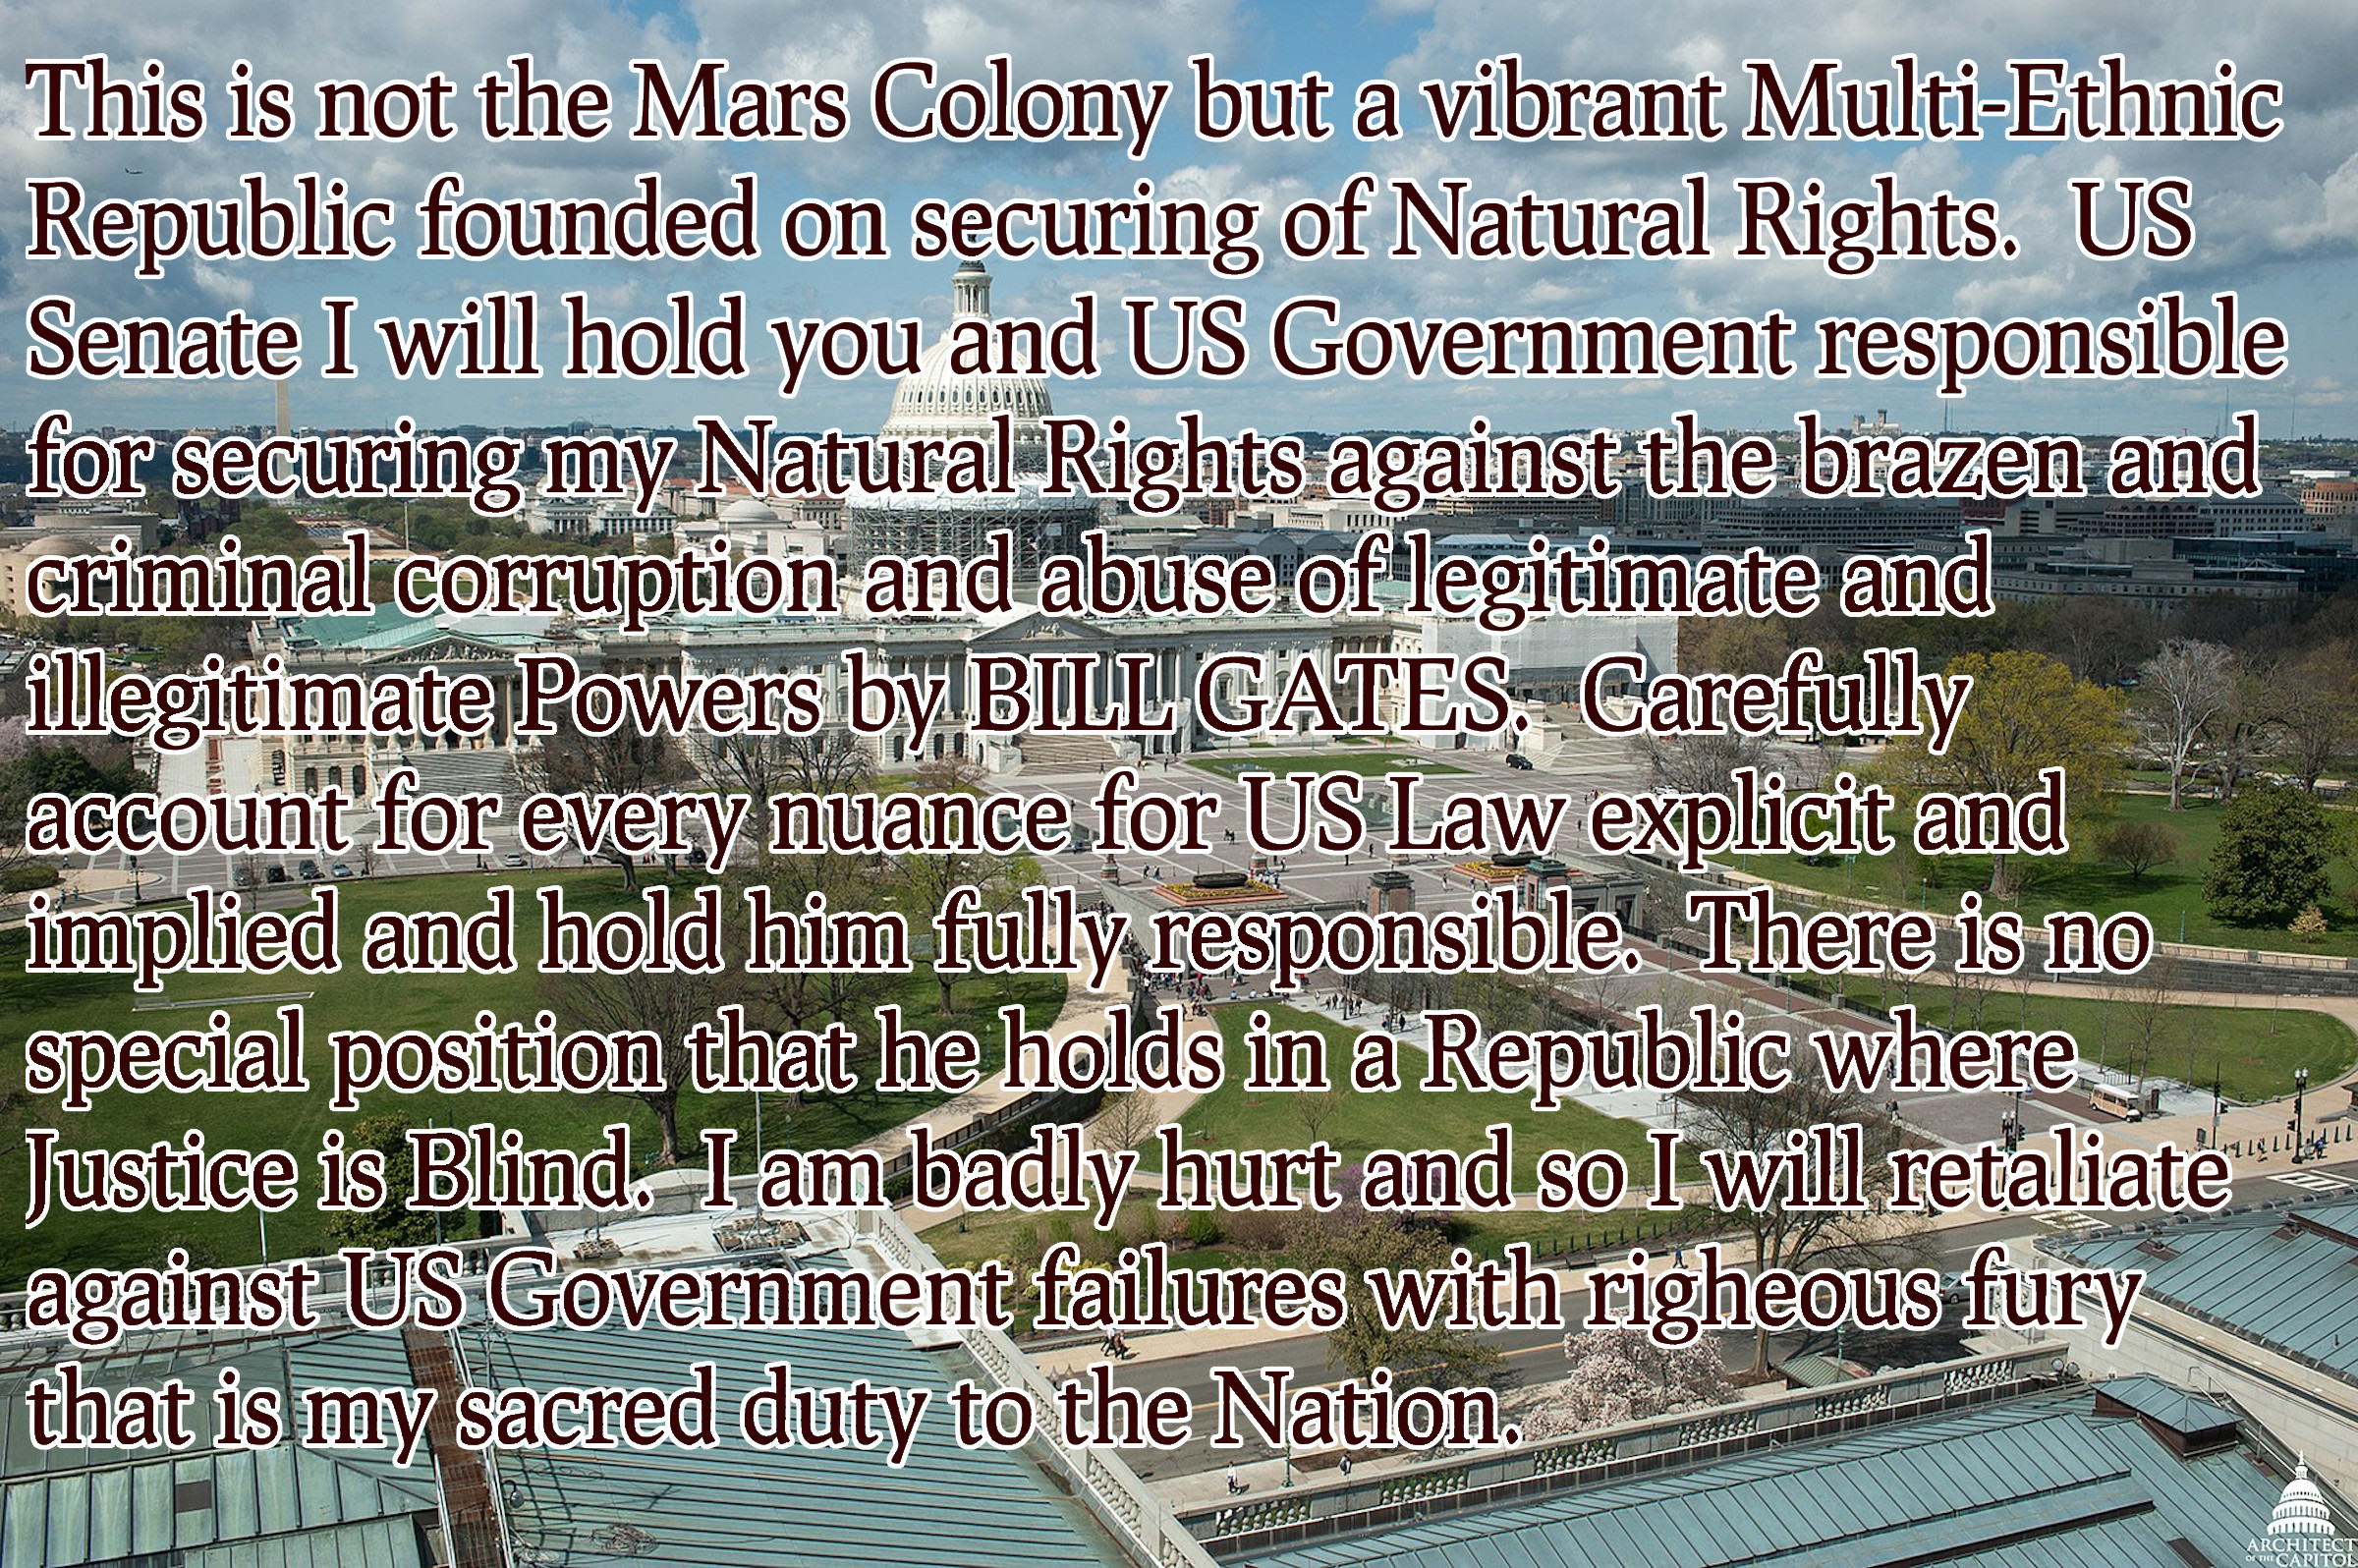 This is not the Mars Colony but a vibrant Multi-Ethnic
Republic founded on securing of Natural Rights.  US
Senate I will hold you and US Government responsible
for securing my Natural Rights against the brazen and
criminal corruption and abuse of legitimate and
illegitimate Powers by BILL GATES.  Carefully
account for every nuance for US Law explicit and
implied and hold him fully responsible.  There is no
special position that he holds in a Republic where
Justice is Blind.  I am badly hurt and so I will retaliate
against US Government failures with righeous fury
that is my sacred duty to the Nation.
ARCHITECT
OF THE CAPITOL